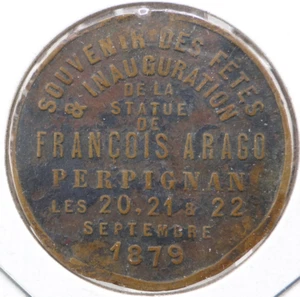 SOUVENIR DES FÊTES
& INAUGURATION
DE LA
STATUE
DE
FRANÇOIS ARAGO
PERPIGNAN
LES 20, 21 & 22
SEPTEMBRE
1879